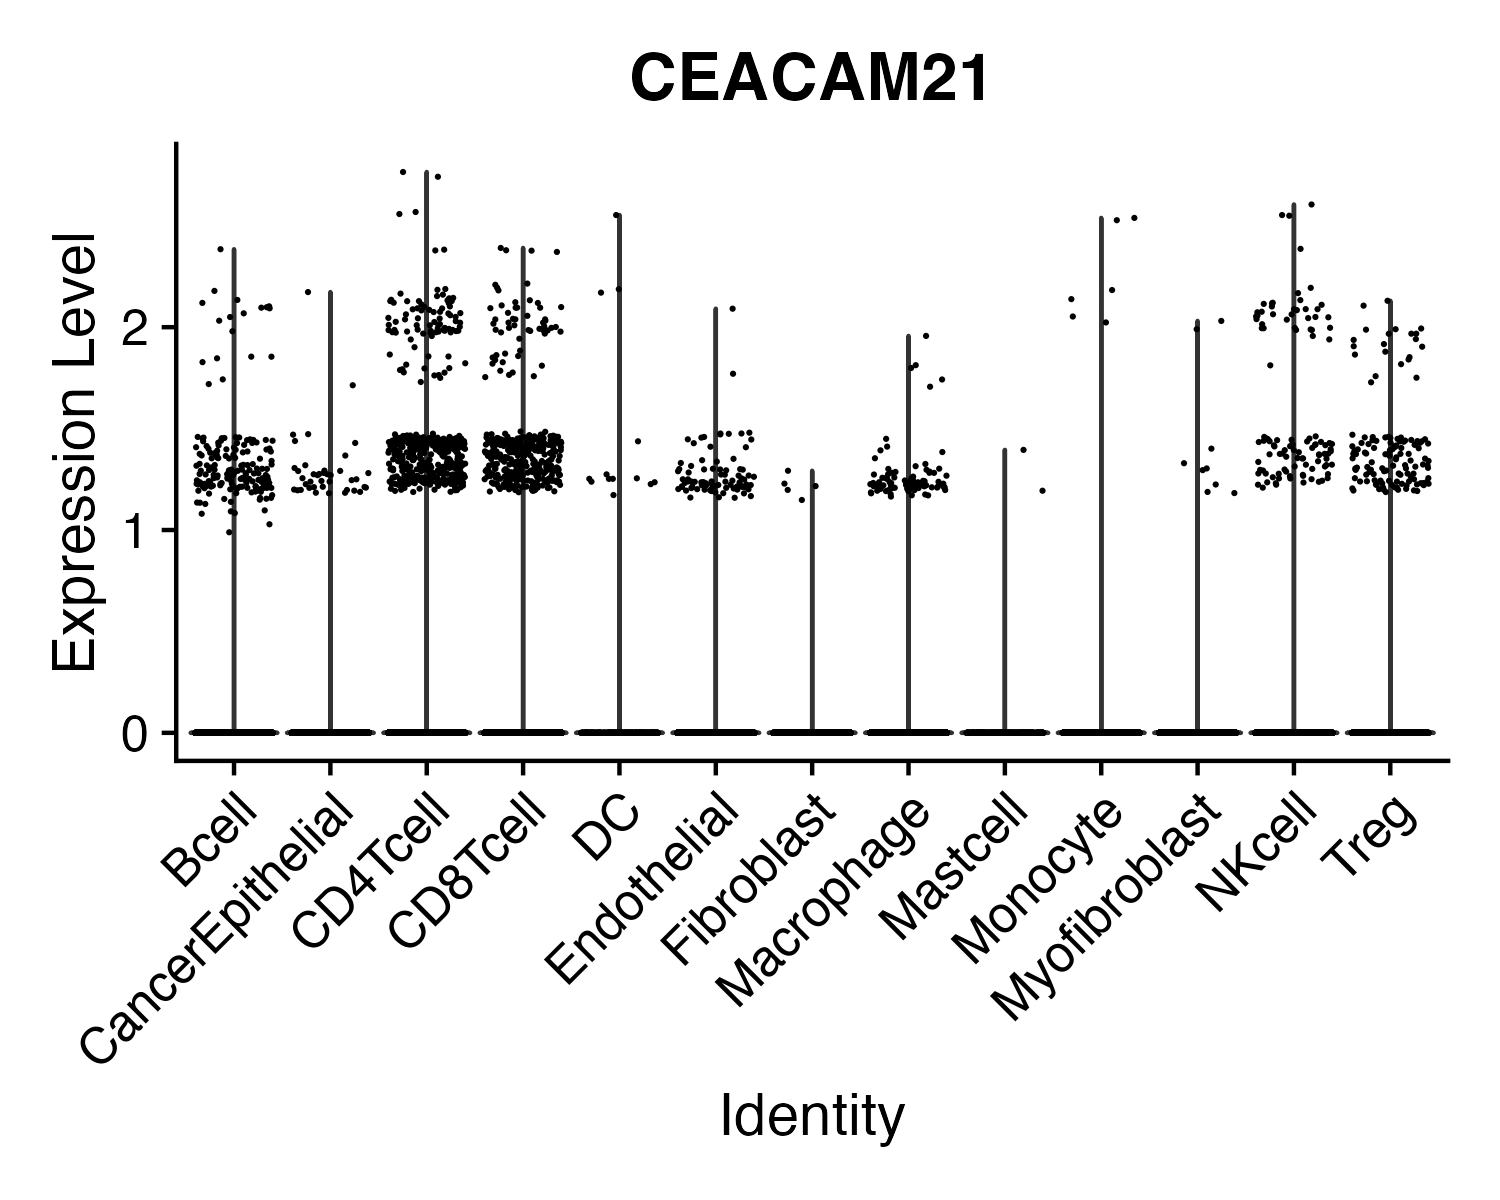 CEACAM21
Expression Level
2
1
0
Bcell
CancerEpithelial
CD4Tcell
CD8Tcell
DC
Endothelial
Fibroblast
Macrophage
Mastcell
Monocyte
Myofibroblast
NKcell
Treg
Identity